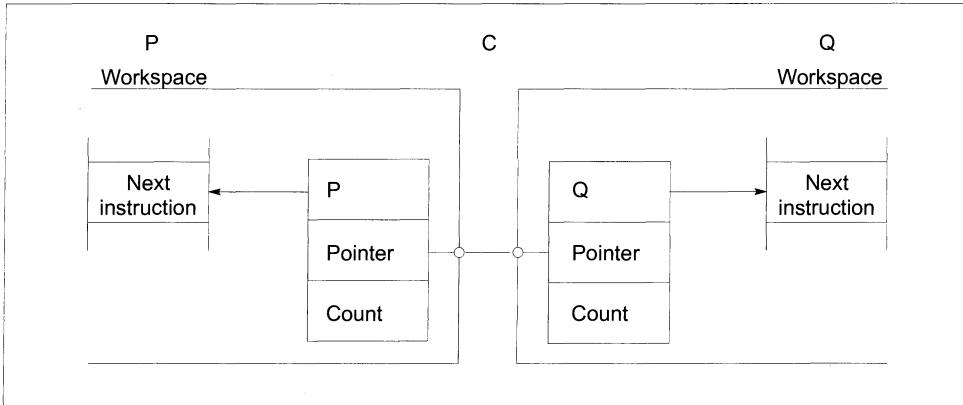 P
C
Q
Workspace
Workspace
Next
instruction
P
Q
Next
instruction
Pointer
Pointer
Count
Count